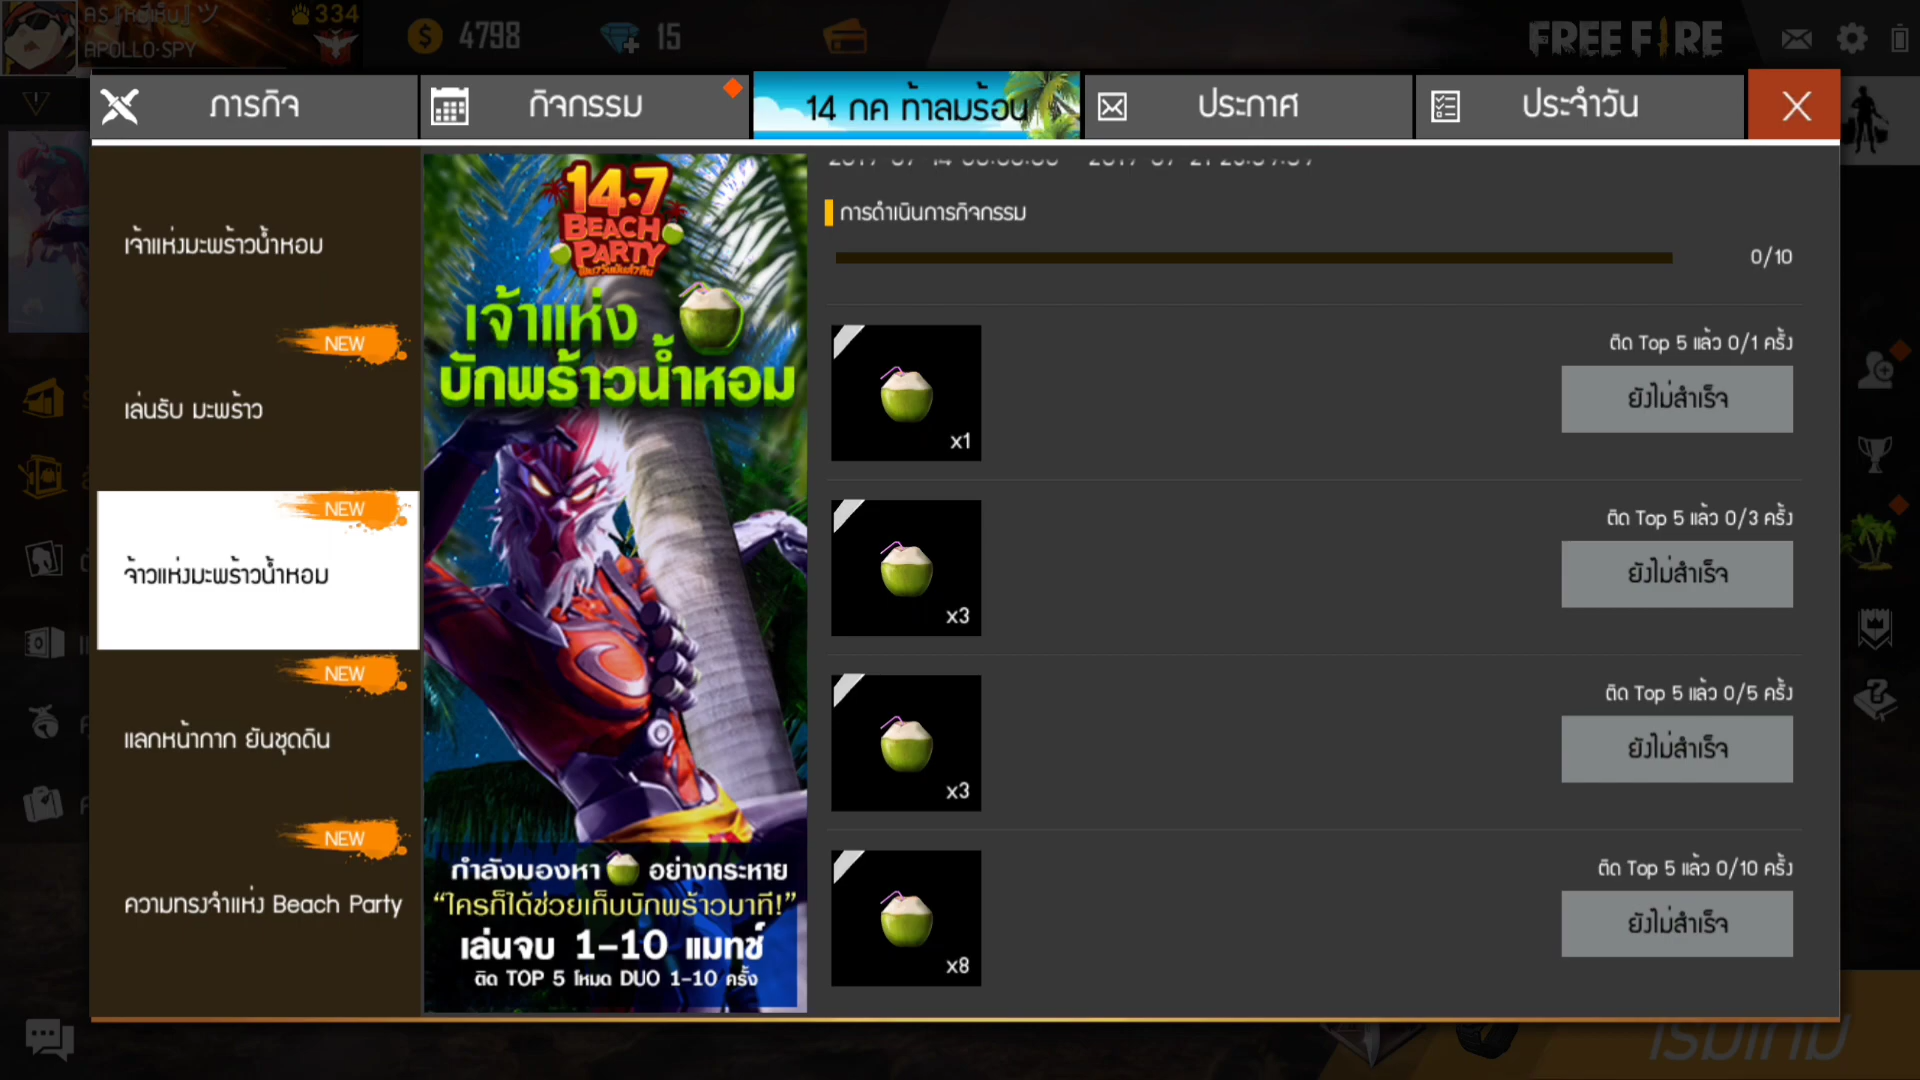 APOLLO·SPY
334
4798
15
FREE FIRE
ภารกิจ
กิจกรรม
14 กค ท้าลมร้อน
ประกาศ
ประจำวัน
เจ้าแห่งมะพร้าวน้ำหอม
NEW
เล่นรับ มะพร้าว
NEW
จ้าวแห่งมะพร้าวน้ำหอม
NEW
แลกหน้ากาก ยันชุดดิน
NEW
ความทรงจำแห่ง Beach Party
14.7
BEACH
PARTY
เจ้าแห่ง
บักพร้าวน้ำหอม
กำลังมองหา อย่างกระหาย
“ใครก็ได้ช่วยเก็บบักพร้าวมาที!”
เล่นจบ 1-10 แมทช์
ติด TOP 5 โหมด DUO 1-10 ครั้ง
การดำเนินการกิจกรรม
0/10
ติด Top 5 แล้ว 0/1 ครั้ง
x1
ยังไม่สำเร็จ
ติด Top 5 แล้ว 0/3 ครั้ง
x3
ยังไม่สำเร็จ
ติด Top 5 แล้ว 0/5 ครั้ง
x3
ยังไม่สำเร็จ
ติด Top 5 แล้ว 0/10 ครั้ง
x8
ยังไม่สำเร็จ
เริ่มเกม